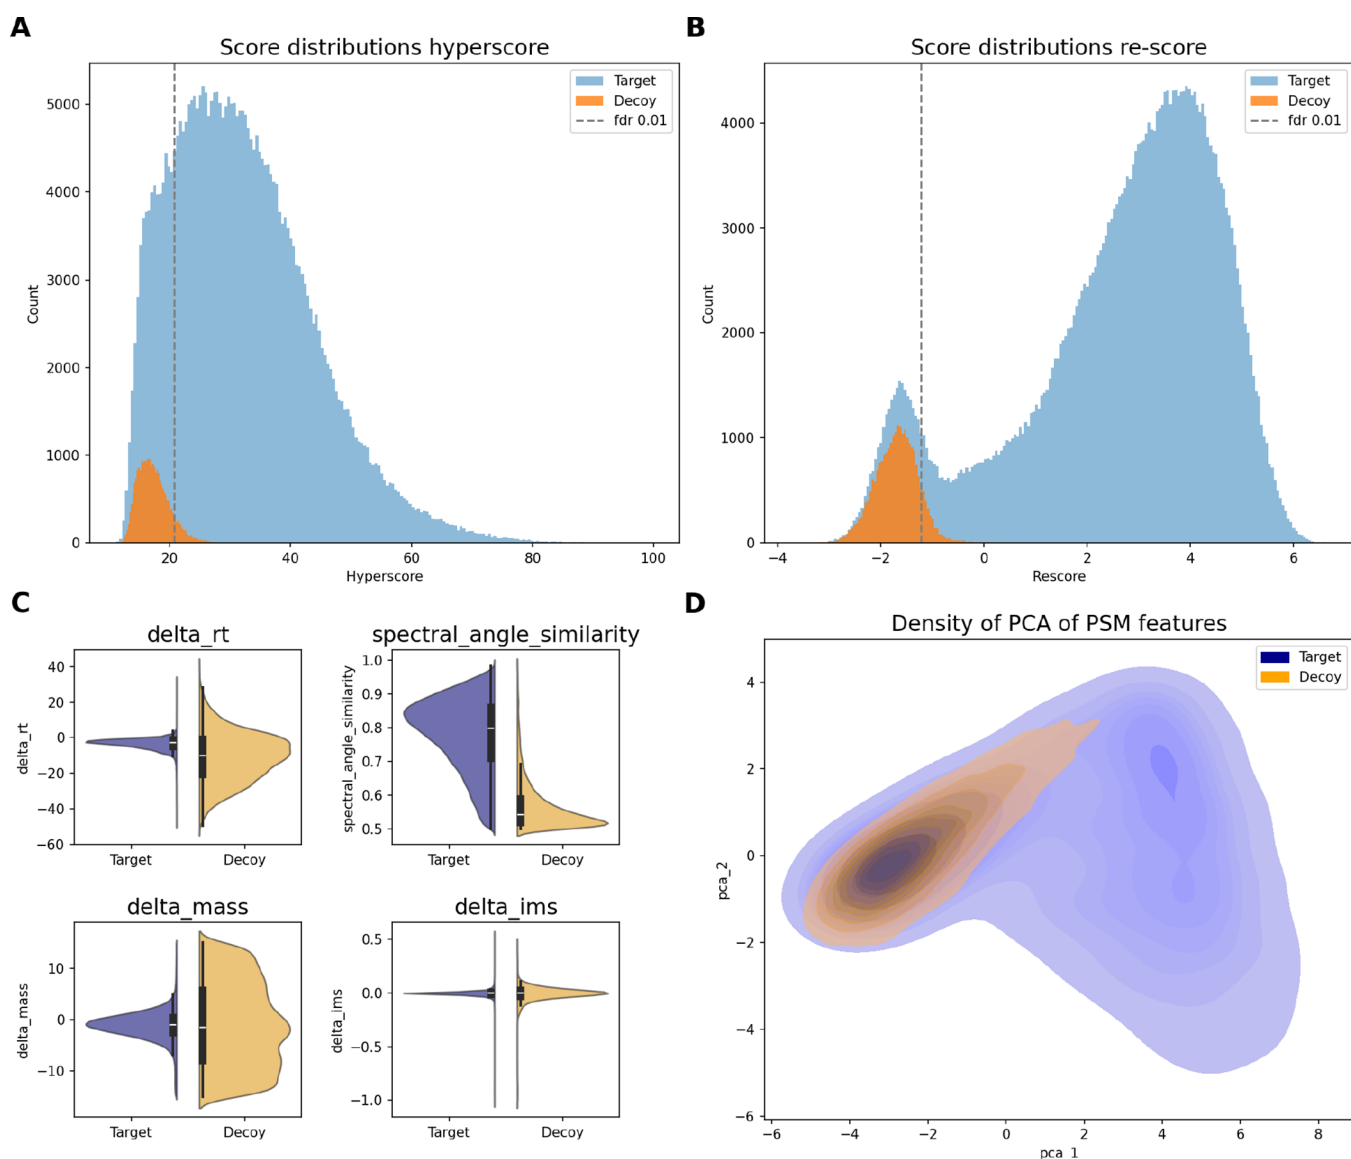 A
Score distributions hyperscore
Target
Decoy
fdr 0.01
5000
4000
3000
2000
1000
0
Count
20
40
60
80
100
Hyperscore
B
Score distributions re-score
Target
Decoy
fdr 0.01
4000
3000
2000
1000
0
Count
−4
−2
0
2
4
6
Rescore
C
delta_rt
40
20
0
−20
−40
−60
delta_rt
Target
Decoy
spectral_angle_similarity
1.0
0.9
0.8
0.7
0.6
0.5
spectral_angle_similarity
Target
Decoy
delta_mass
10
0
−10
delta_mass
Target
Decoy
delta_ims
0.5
0.0
−0.5
−1.0
delta_ims
Target
Decoy
D
Density of PCA of PSM features
Target
Decoy
4
2
0
−2
−4
−6
pca_2
−6
−4
−2
0
2
4
6
8
pca_1